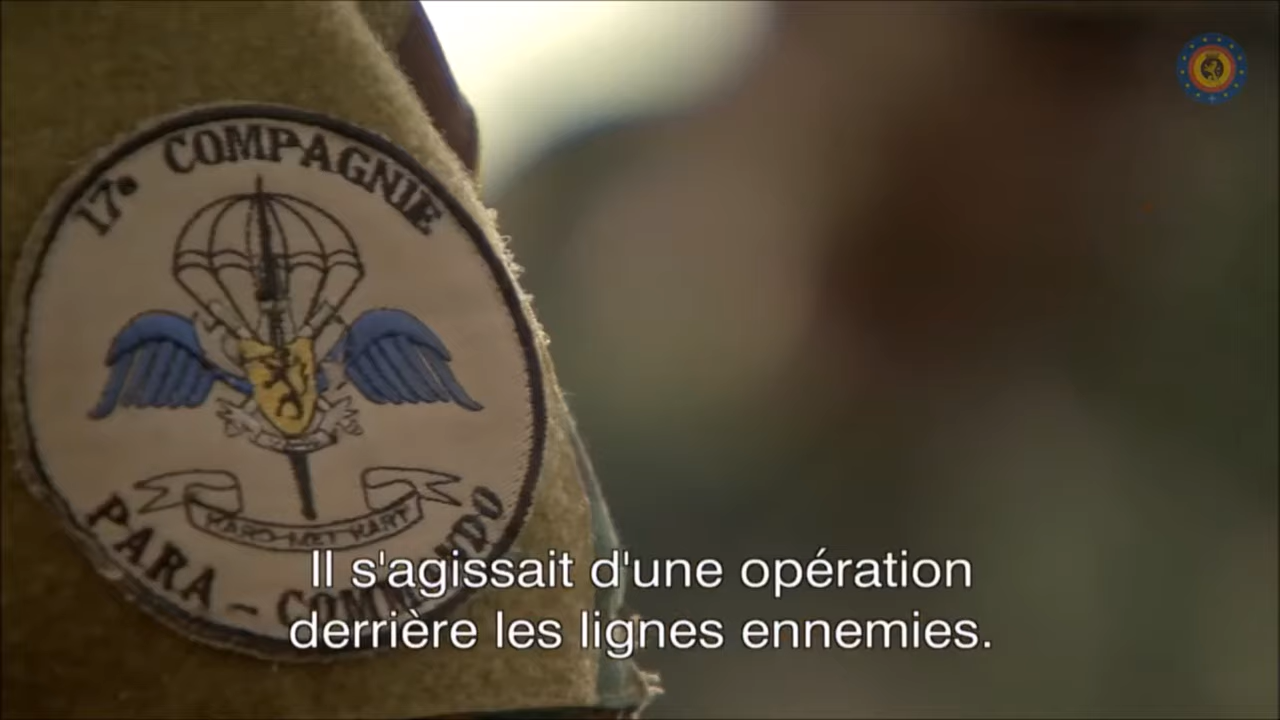 17e COMPAGNIE
PARA - COMMANDO
Il s'agissait d'une opération
derrière les lignes ennemies.